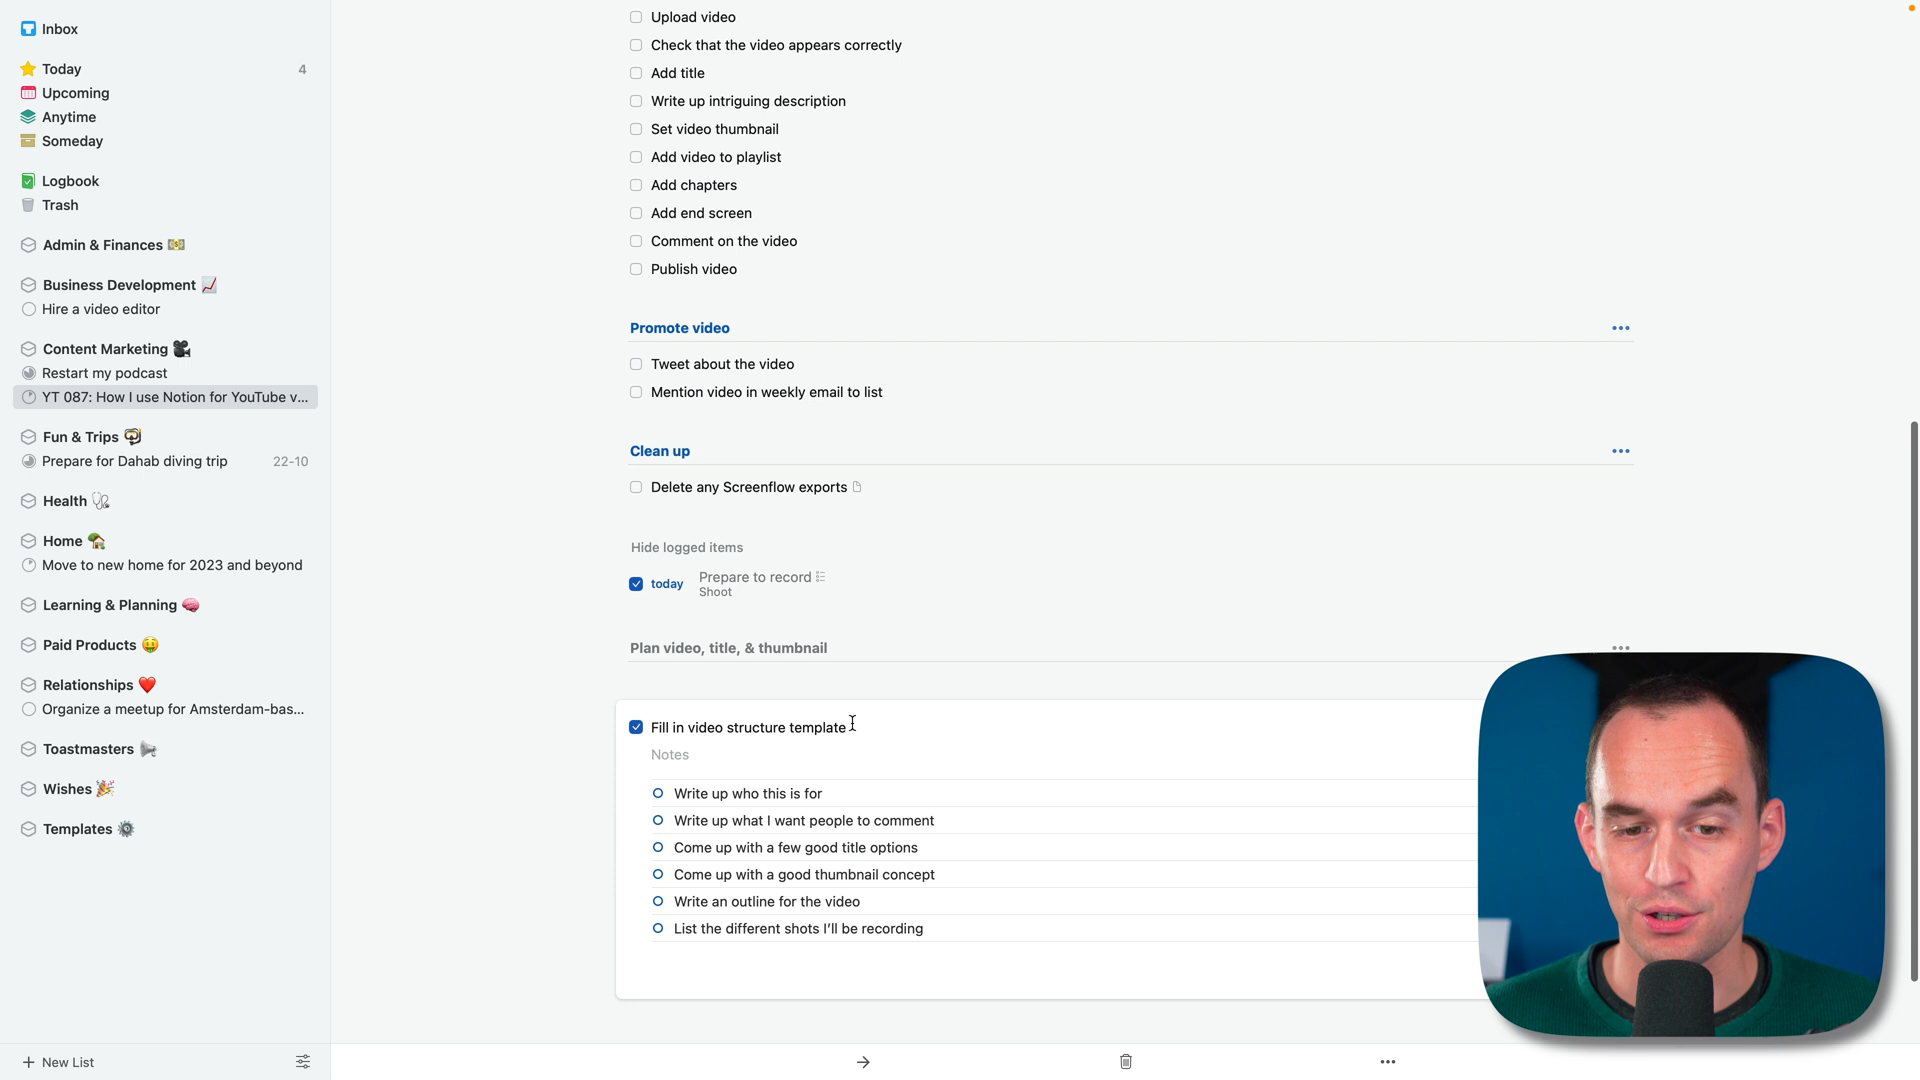 Inbox
Today 4
Upcoming
Anytime
Someday
Logbook
Trash
Admin & Finances 💵
Business Development 📈
Hire a video editor
Content Marketing 🎥
Restart my podcast
YT 087: How I use Notion for YouTube v...
Fun & Trips 🤿
Prepare for Dahab diving trip 22-10
Health 🩺
Home 🏡
Move to new home for 2023 and beyond
Learning & Planning 🧠
Paid Products 🤑
Relationships ❤️
Organize a meetup for Amsterdam-bas...
Toastmasters 📢
Wishes 🎉
Templates ⚙️
New List
Upload video
Check that the video appears correctly
Add title
Write up intriguing description
Set video thumbnail
Add video to playlist
Add chapters
Add end screen
Comment on the video
Publish video
Promote video
Tweet about the video
Mention video in weekly email to list
Clean up
Delete any Screenflow exports
Hide logged items
today Prepare to record
Shoot
Plan video, title, & thumbnail
Fill in video structure template
Notes
Write up who this is for
Write up what I want people to comment
Come up with a few good title options
Come up with a good thumbnail concept
Write an outline for the video
List the different shots I'll be recording